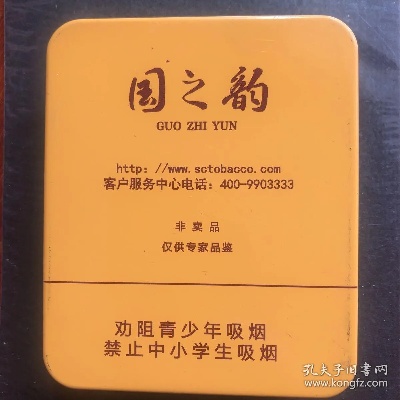 国之韵
GUO ZHI YUN
http: //www.sctobacco.com
客户服务中心电话: 400-9903333
非卖品
仅供专家品鉴
劝阻青少年吸烟
禁止中小学生吸烟
孔夫子旧书网
www.kongfz.com